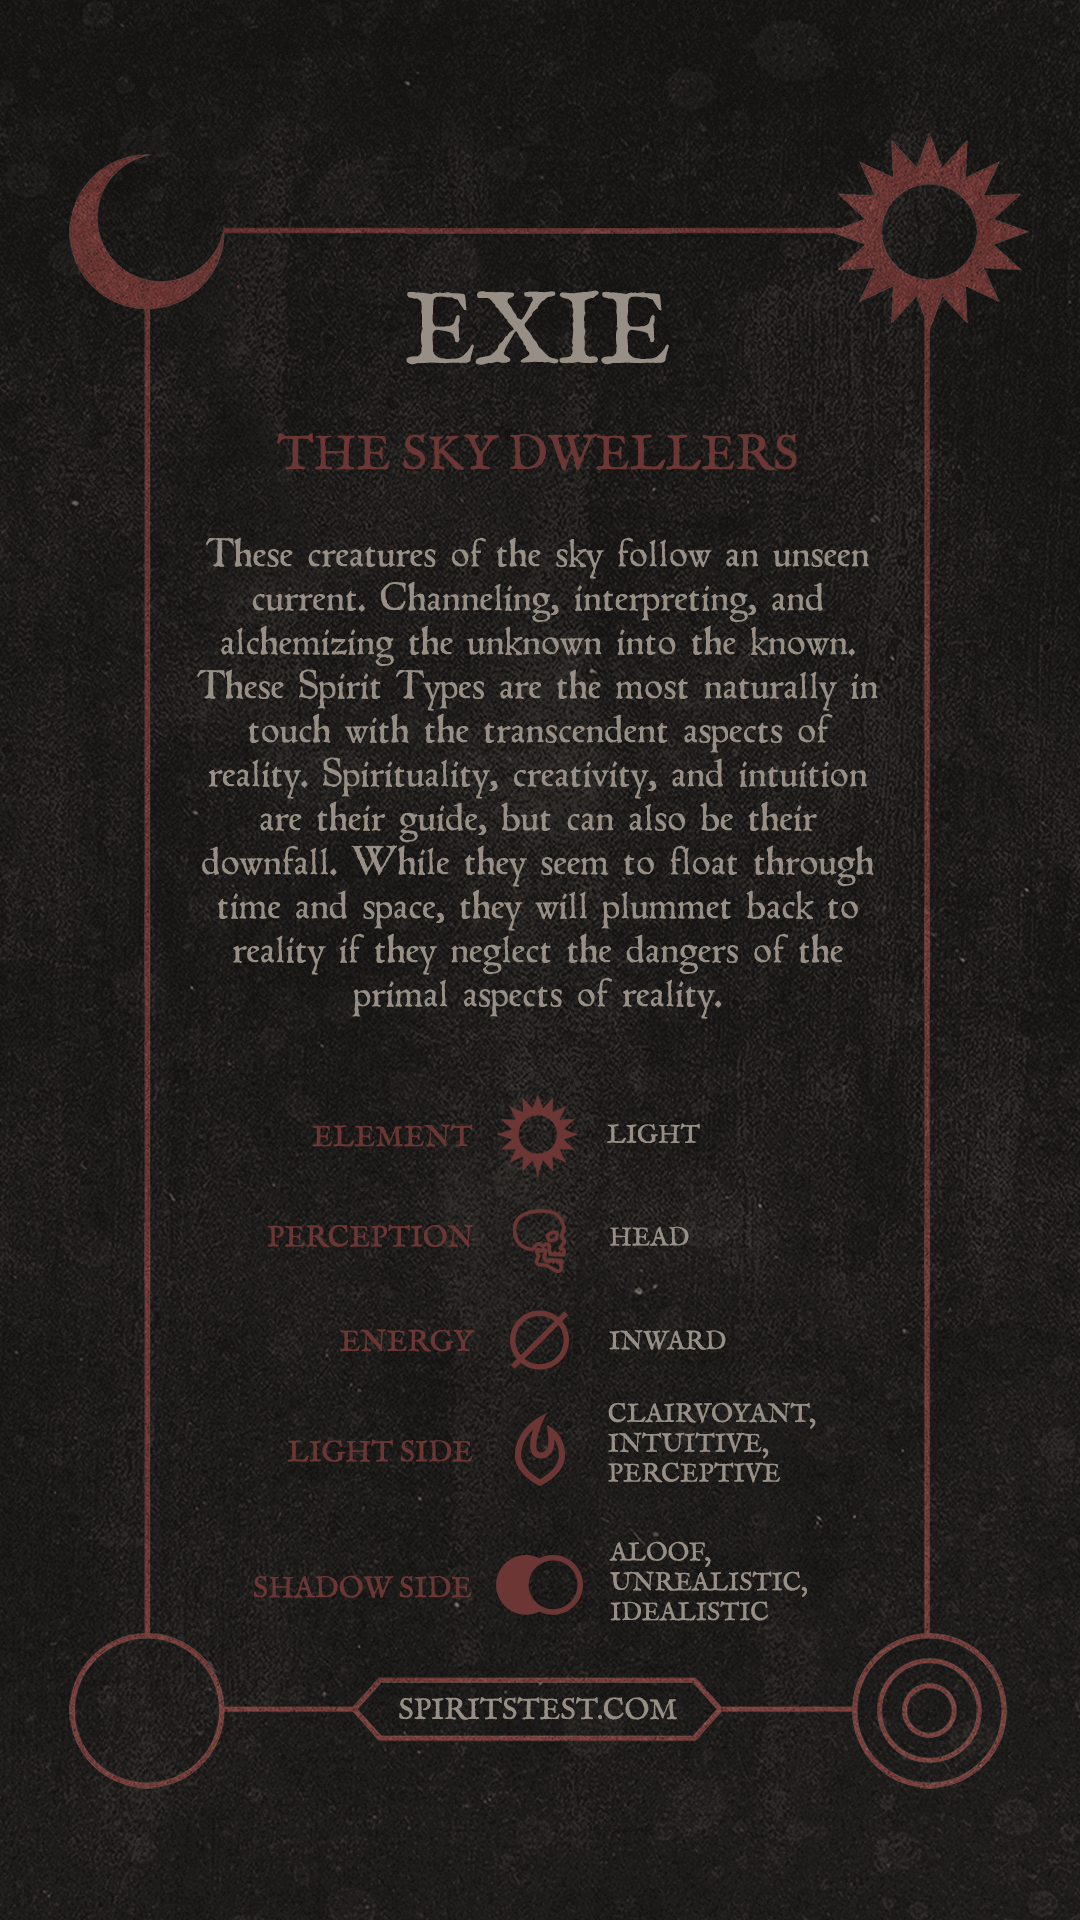 EXIE
THE SKY DWELLERS
These creatures of the sky follow an unseen
current. Channeling, interpreting, and
alchemizing the unknown into the known.
These Spirit Types are the most naturally in
touch with the transcendent aspects of
reality. Spirituality, creativity, and intuition
are their guide, but can also be their
downfall. While they seem to float through
time and space, they will plummet back to
reality if they neglect the dangers of the
primal aspects of reality.
ELEMENT LIGHT
PERCEPTION HEAD
ENERGY INWARD
LIGHT SIDE CLAIRVOYANT,
INTUITIVE,
PERCEPTIVE
SHADOW SIDE ALOOF,
UNREALISTIC,
IDEALISTIC
SPIRITSTEST.COM